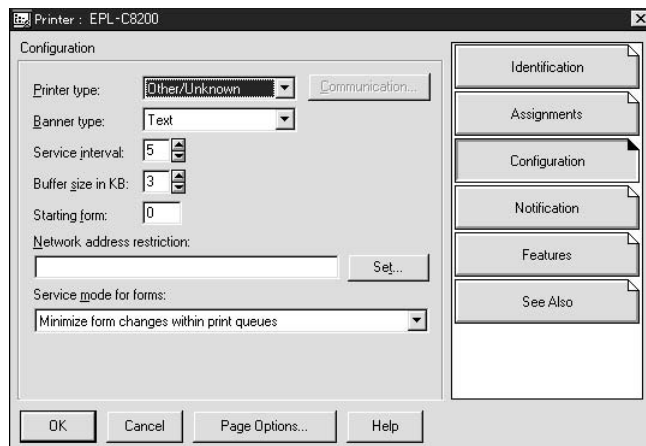 Printer : EPL-C8200
Configuration
Printer type: Other/Unknown Communication...
Banner type: Text
Service interval: 5
Buffer size in KB: 3
Starting form: 0
Network address restriction:
Set...
Service mode for forms:
Minimize form changes within print queues
OK Cancel Page Options... Help
Identification
Assignments
Configuration
Notification
Features
See Also